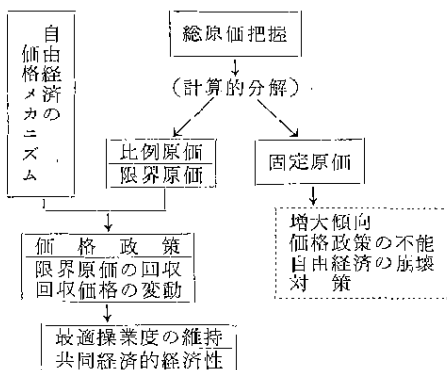 自由経済の
価格メカニズム
総原価把握
(計算的分解)
比例原価
限界原価
固定原価
増大傾向
価格政策の不能
自由経済の崩壊
対策
価格政策
限界原価の回収
回収価格の変動
最適操業度の維持
共同経済的経済性